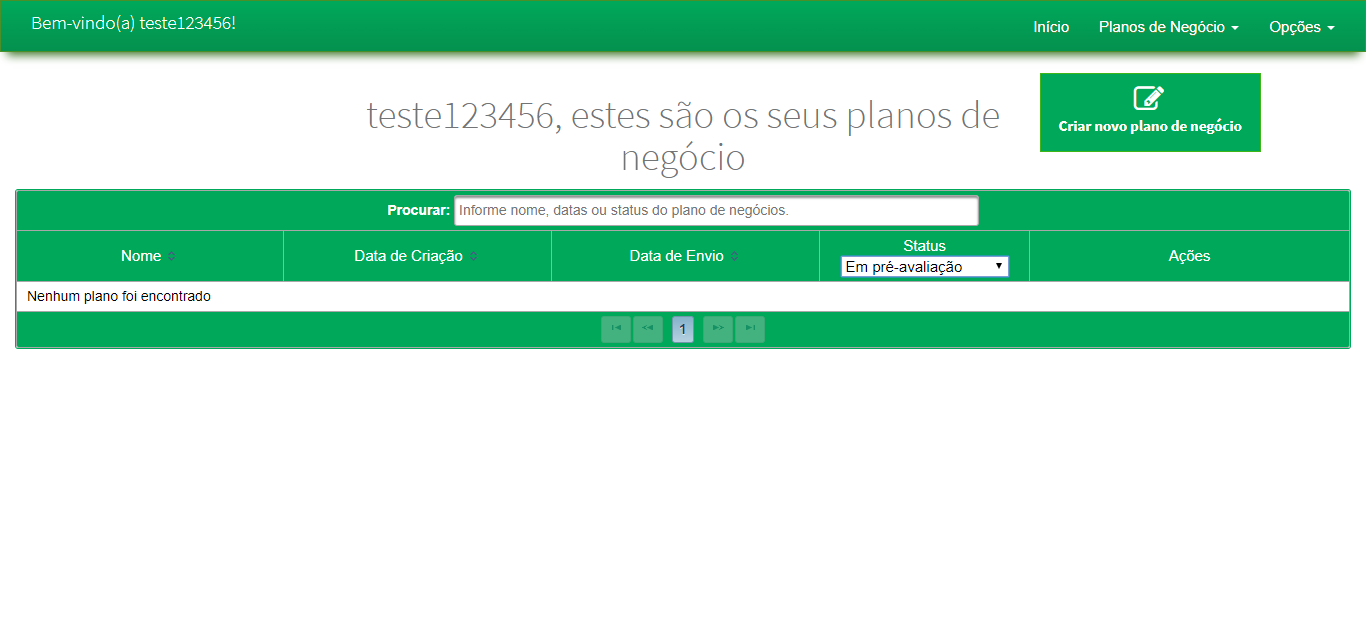 Bem-vindo(a) teste123456!
Início Planos de Negócio Opções
Criar novo plano de negócio
teste123456, estes são os seus planos de
negócio
Procurar: Informe nome, datas ou status do plano de negócios.
Nome Data de Criação Data de Envio Status Ações
Em pré-avaliação
Nenhum plano foi encontrado
1